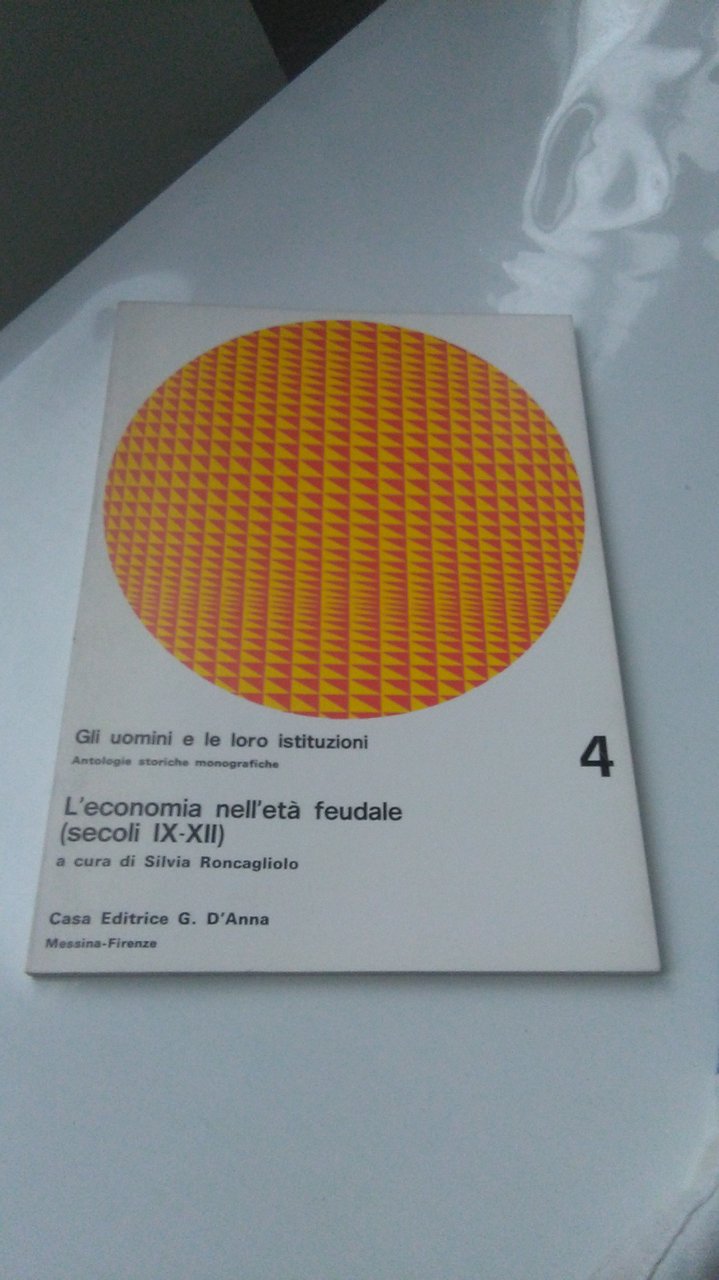 Gli uomini e le loro istituzioni
Antologie storiche monografiche
4
L'economia nell'età feudale
(secoli IX-XII)
a cura di Silvia Roncagliolo
Casa Editrice G. D'Anna
Messina-Firenze